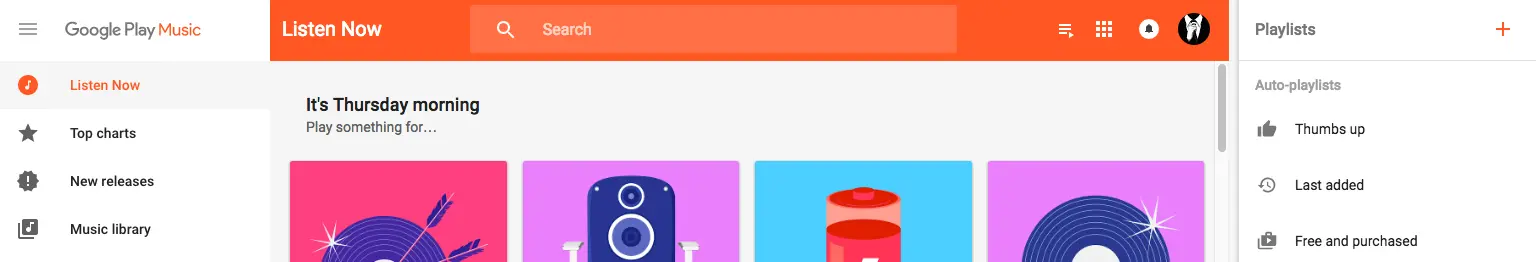 Google Play Music
Listen Now
Search
Playlists
Listen Now
Top charts
New releases
Music library
It's Thursday morning
Play something for…
Auto-playlists
Thumbs up
Last added
Free and purchased